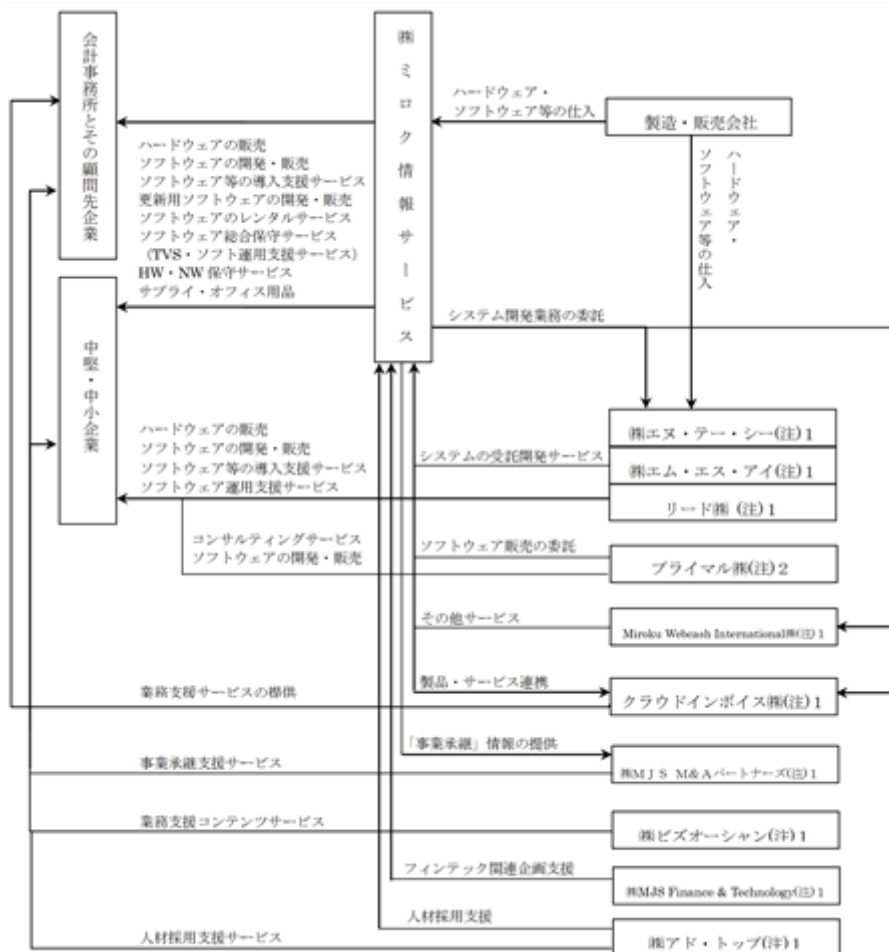 会計事務所とその顧問先企業
㈱ミロク情報サービス
ハードウェア・
ソフトウェア等の仕入
製造・販売会社
ハードウェア・
ソフトウェア等の仕入
ハードウェアの販売
ソフトウェアの開発・販売
ソフトウェア等の導入支援サービス
更新用ソフトウェアの開発・販売
ソフトウェアのレンタルサービス
ソフトウェア総合保守サービス
（TVS・ソフト運用支援サービス）
HW・NW 保守サービス
サプライ・オフィス用品
システム開発業務の委託
中堅・中小企業
ハードウェアの販売
ソフトウェアの開発・販売
ソフトウェア等の導入支援サービス
ソフトウェア運用支援サービス
システムの受託開発サービス
㈱エヌ・テー・シー(注)1
㈱エム・エス・アイ(注)1
リード㈱ (注)1
コンサルティングサービス
ソフトウェアの開発・販売
ソフトウェア販売の委託
プライマル㈱(注)2
その他サービス
Miroku Webcash International㈱(注)1
製品・サービス連携
業務支援サービスの提供
クラウドインボイス㈱(注)1
「事業承継」情報の提供
事業承継支援サービス
㈱MJS M&Aパートナーズ(注)1
業務支援コンテンツサービス
㈱ビズオーシャン(注)1
フィンテック関連企画支援
㈱MJS Finance & Technology(注)1
人材採用支援
人材採用支援サービス
㈱アド・トップ(注)1